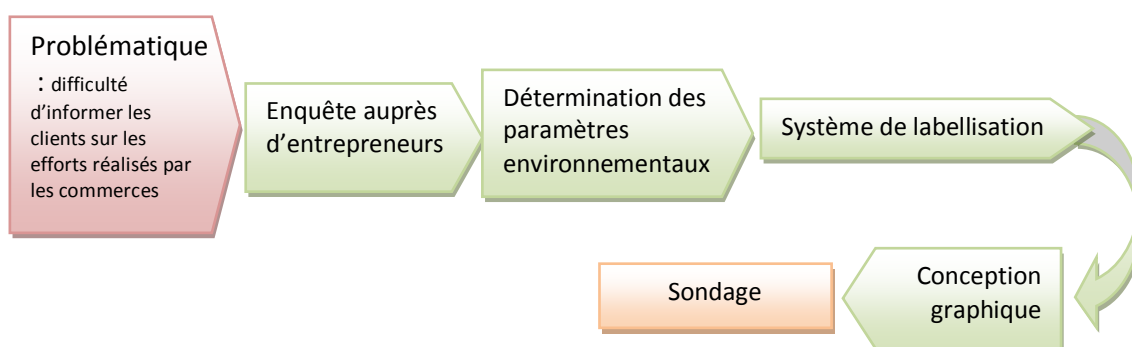 Problématique
: difficulté
d’informer les
clients sur les
efforts réalisés par
les commerces
Enquête auprès
d’entrepreneurs
Détermination des
paramètres
environnementaux
Système de labellisation
Conception
graphique
Sondage